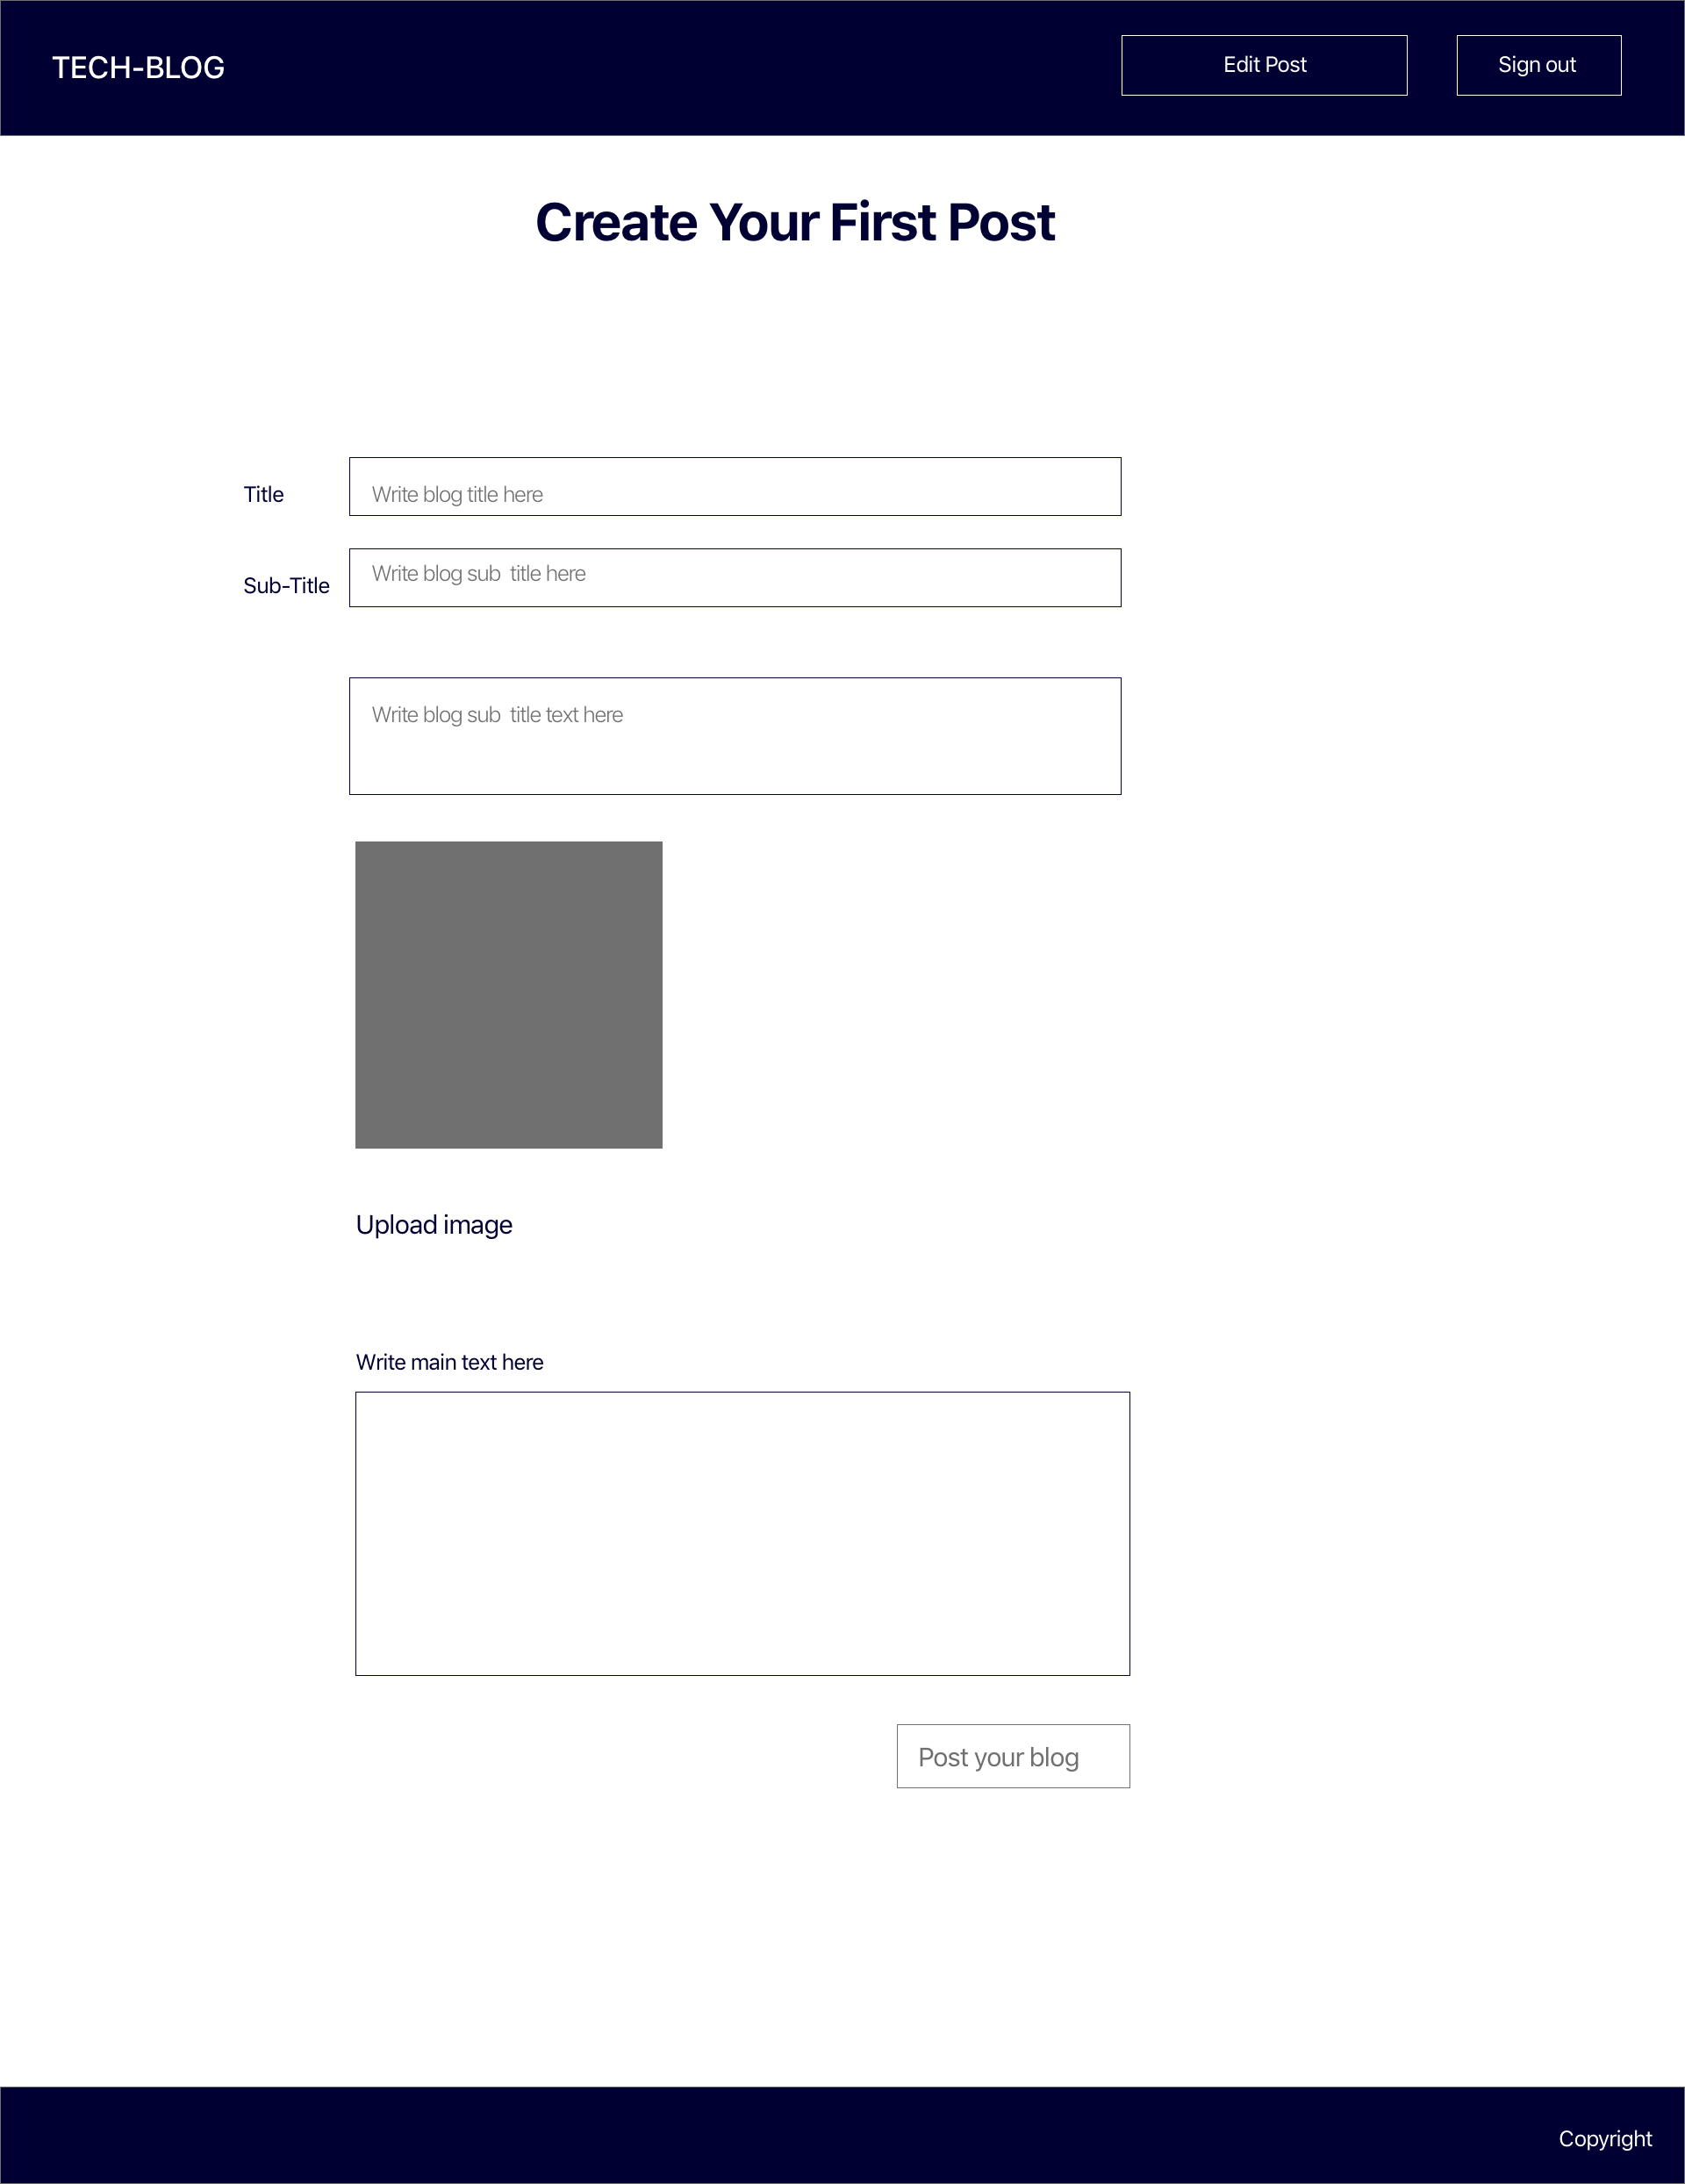 TECH-BLOG
Edit Post
Sign out
Create Your First Post
Title
Write blog title here
Sub-Title
Write blog sub  title here
Write blog sub  title text here
Upload image
Write main text here
Post your blog
Copyright